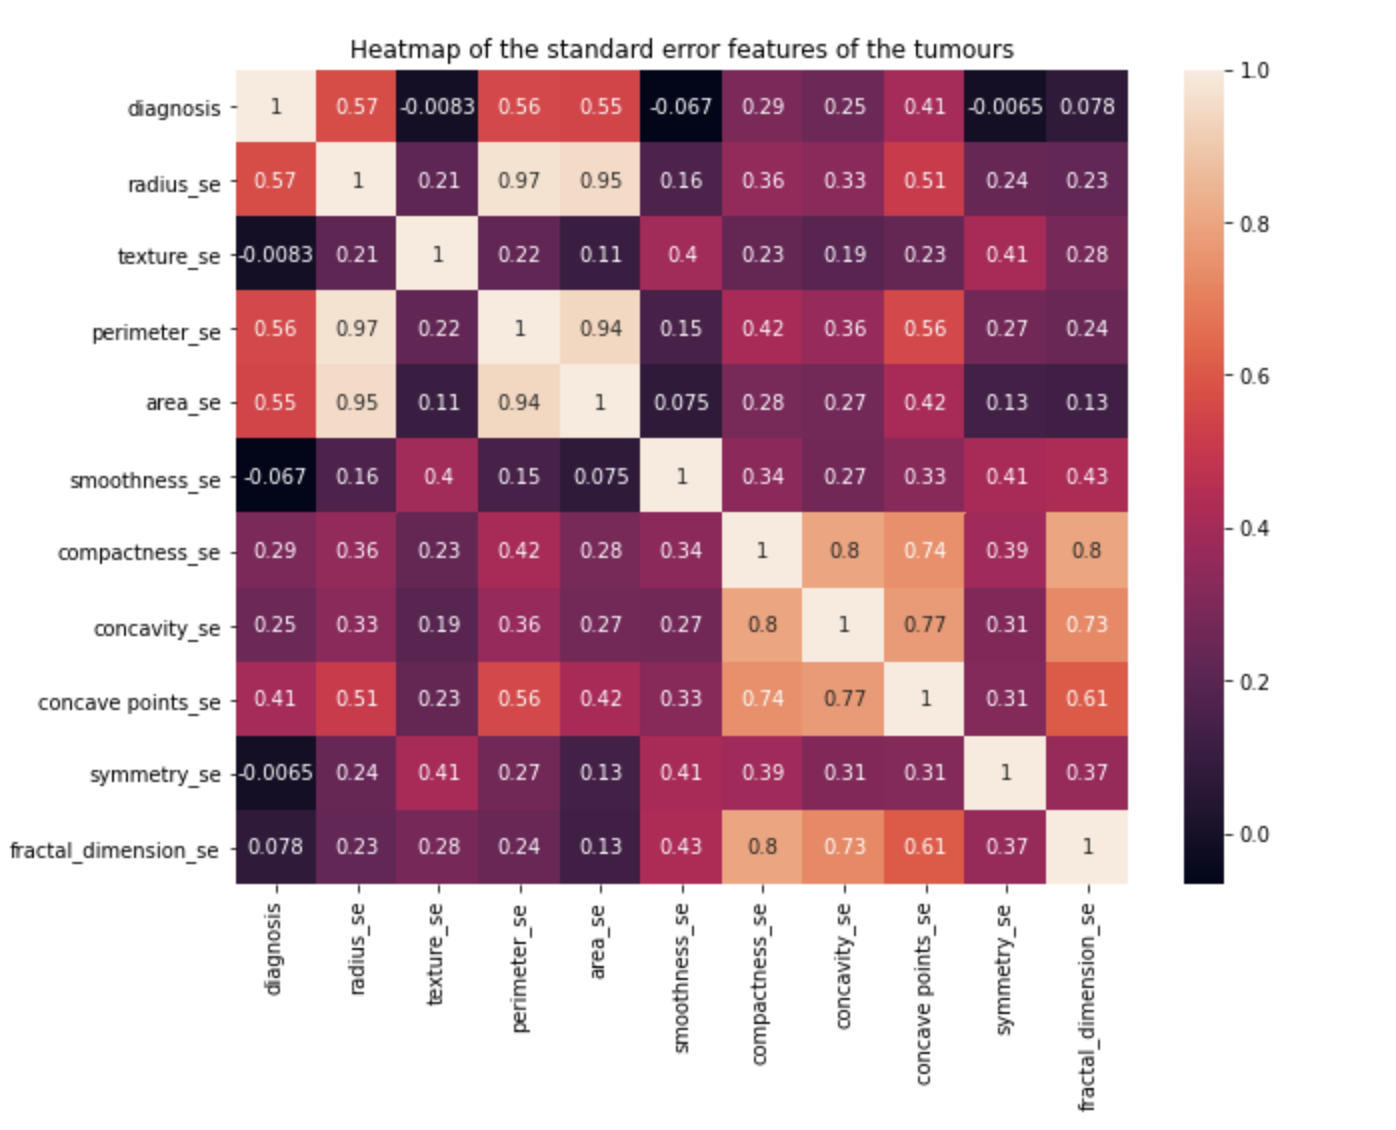 Heatmap of the standard error features of the tumours
diagnosis 1 0.57 -0.0083 0.56 0.55 -0.067 0.29 0.25 0.41 -0.0065 0.078
radius_se 0.57 1 0.21 0.97 0.95 0.16 0.36 0.33 0.51 0.24 0.23
texture_se -0.0083 0.21 1 0.22 0.11 0.4 0.23 0.19 0.23 0.41 0.28
perimeter_se 0.56 0.97 0.22 1 0.94 0.15 0.42 0.36 0.56 0.27 0.24
area_se 0.55 0.95 0.11 0.94 1 0.075 0.28 0.27 0.42 0.13 0.13
smoothness_se -0.067 0.16 0.4 0.15 0.075 1 0.34 0.27 0.33 0.41 0.43
compactness_se 0.29 0.36 0.23 0.42 0.28 0.34 1 0.8 0.74 0.39 0.8
concavity_se 0.25 0.33 0.19 0.36 0.27 0.27 0.8 1 0.77 0.31 0.73
concave points_se 0.41 0.51 0.23 0.56 0.42 0.33 0.74 0.77 1 0.31 0.61
symmetry_se -0.0065 0.24 0.41 0.27 0.13 0.41 0.39 0.31 0.31 1 0.37
fractal_dimension_se 0.078 0.23 0.28 0.24 0.13 0.43 0.8 0.73 0.61 0.37 1
diagnosis
radius_se
texture_se
perimeter_se
area_se
smoothness_se
compactness_se
concavity_se
concave points_se
symmetry_se
fractal_dimension_se
1.0
0.8
0.6
0.4
0.2
0.0